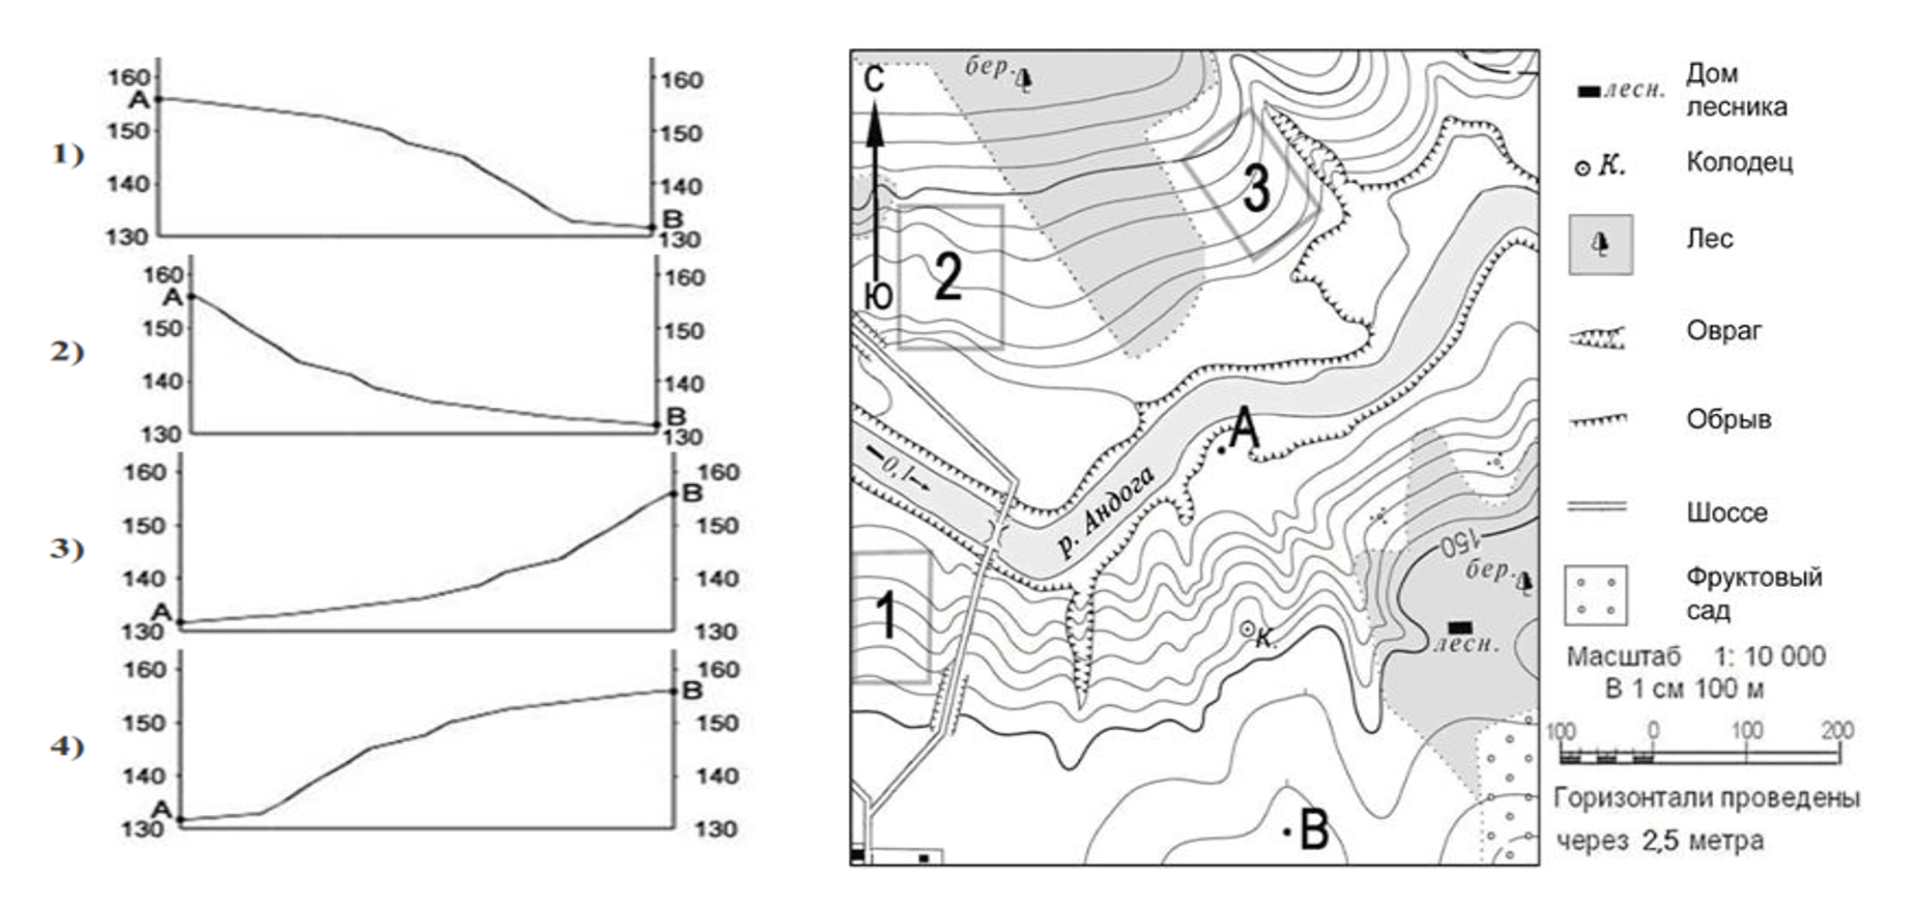 1)
160
160
A
150
150
140
140
B
130
130
2)
160
160
A
150
150
140
140
B
130
130
3)
160
160
B
150
150
140
140
A
130
130
4)
160
160
B
150
150
140
140
A
130
130
С
Ю
бер.
3
2
А
0,1
р. Андога
1
150
бер.
К.
лесн.
В
лесн.
Дом
лесника
К.
Колодец
Лес
Овраг
Обрыв
Шоссе
Фруктовый
сад
Масштаб 1: 10 000
В 1 см 100 м
100 0 100 200
Горизонтали проведены
через 2,5 метра